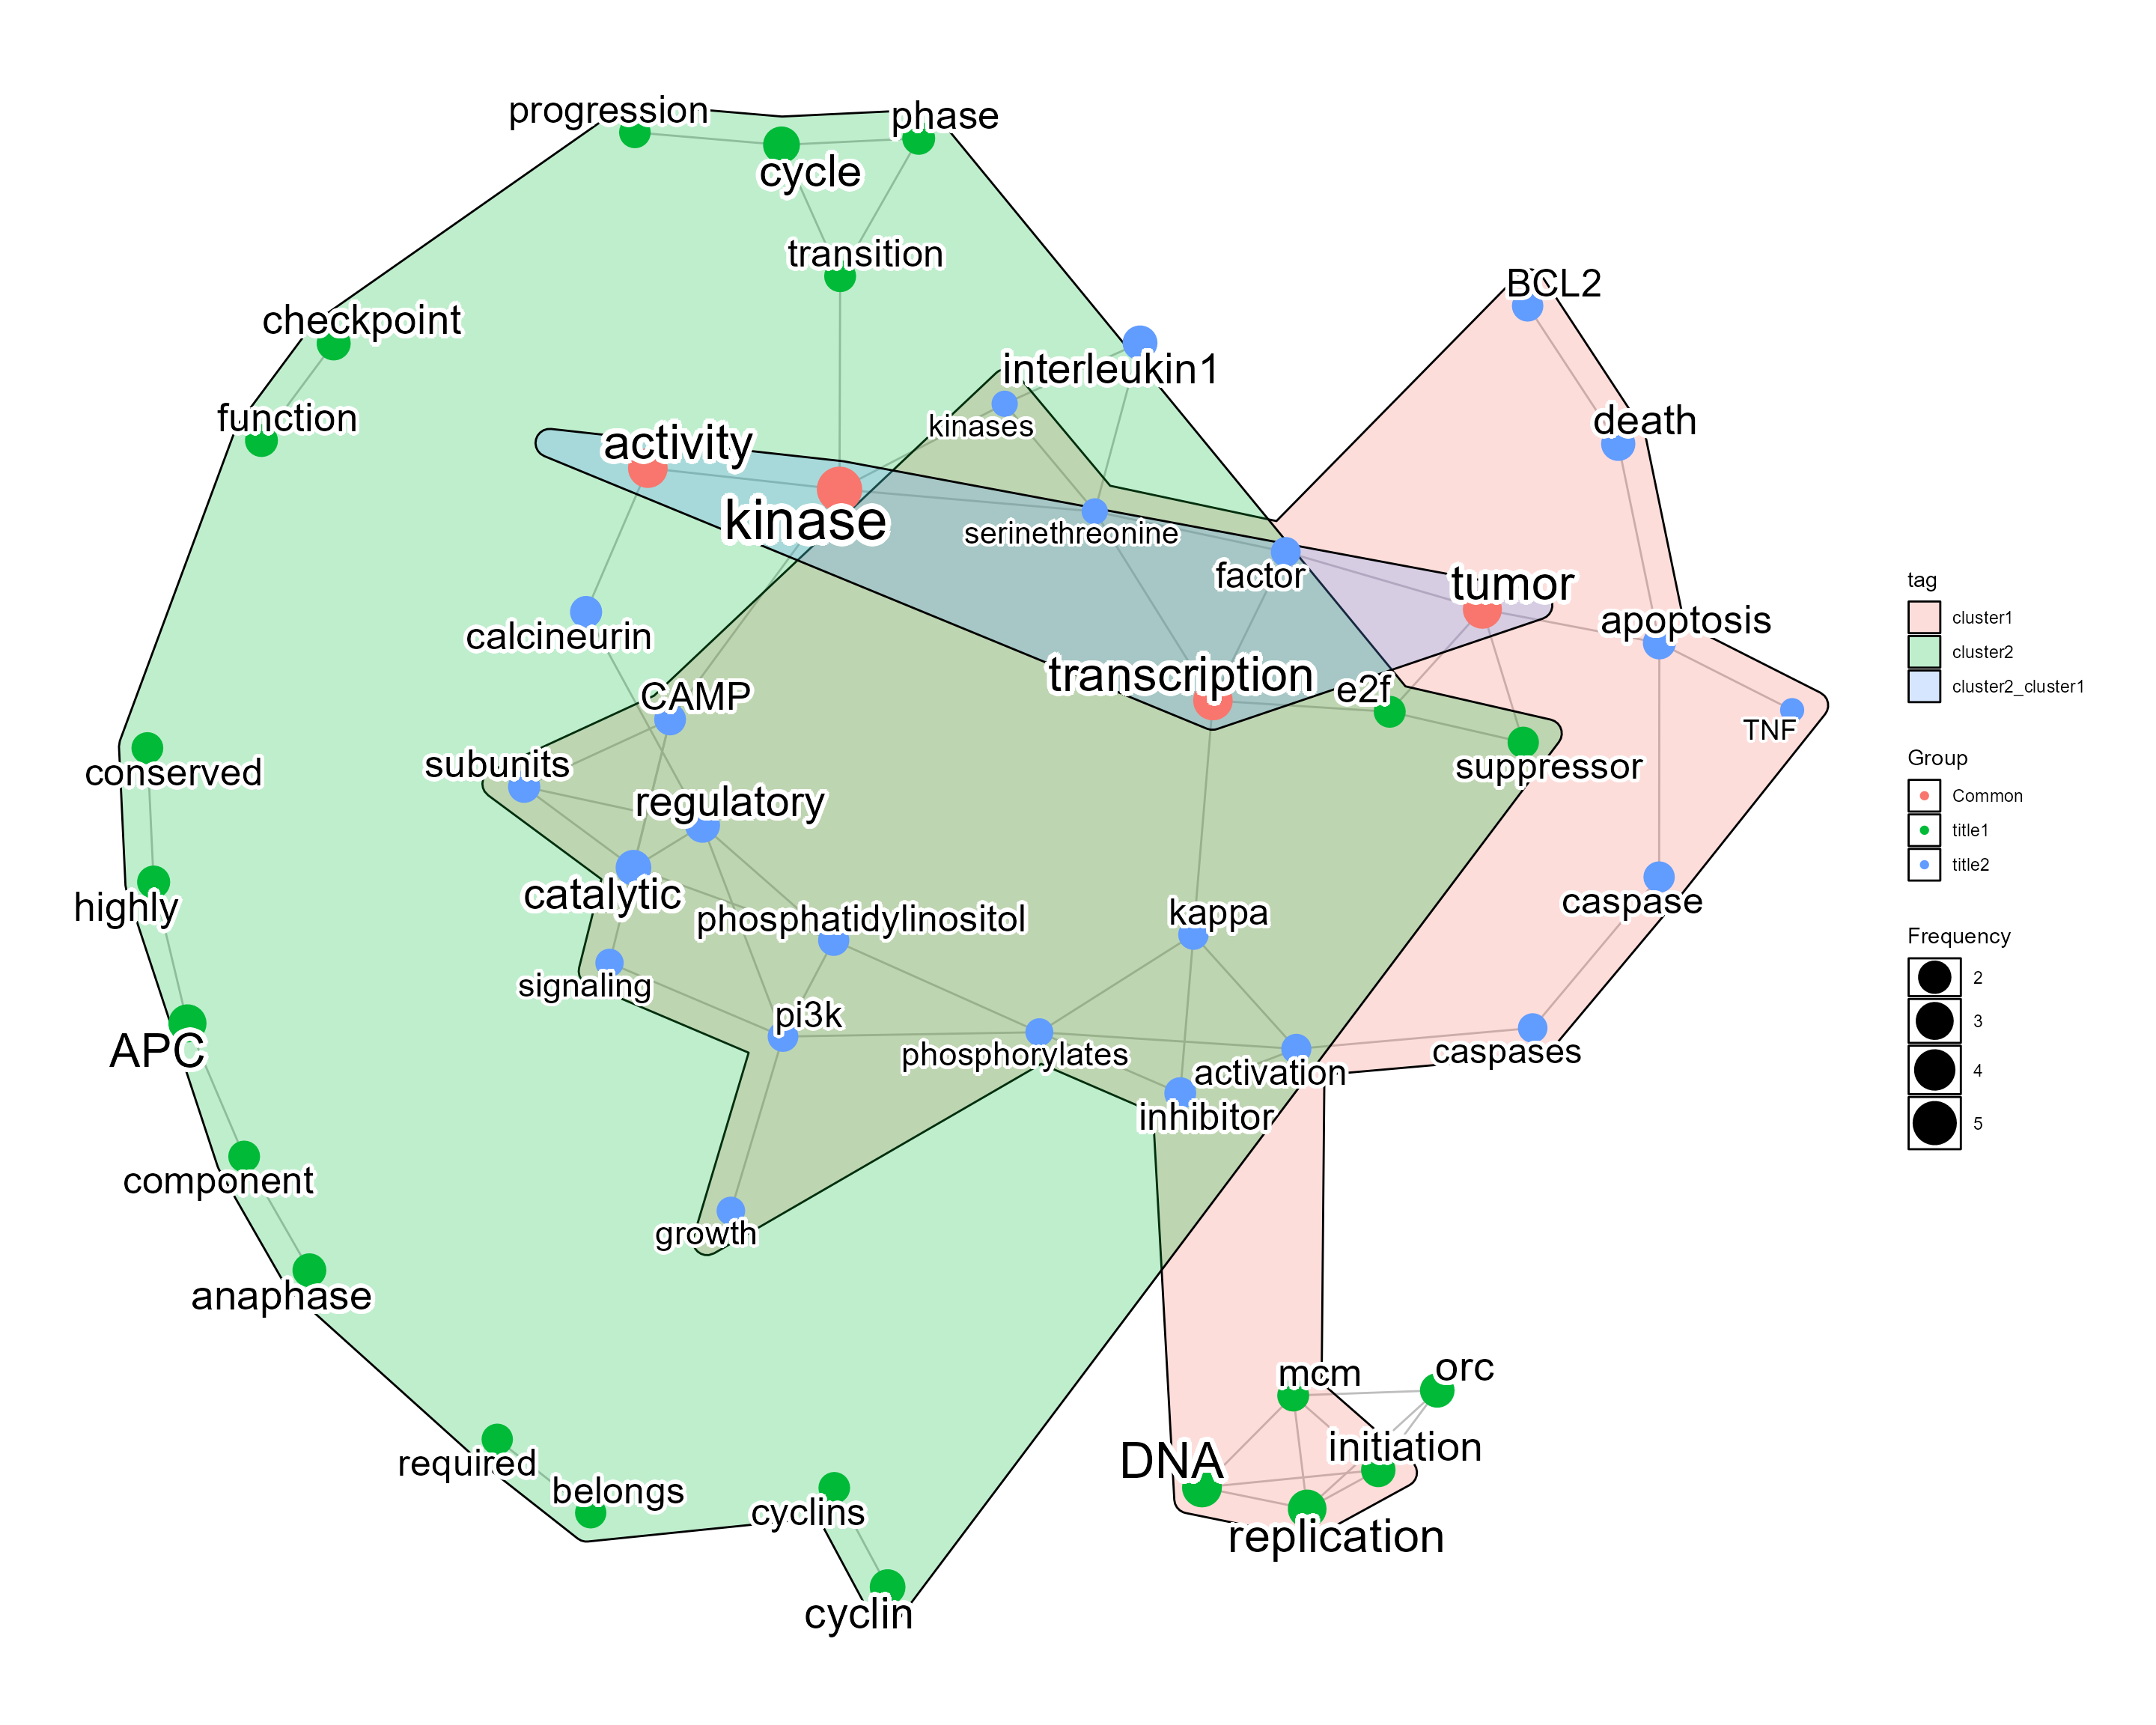 progression
phase
cycle
transition
BCL2
checkpoint
interleukin1
function
death
kinases
activity
kinase
serinethreonine
factor
tumor
apoptosis
calcineurin
transcription
e2f
CAMP
TNF
subunits
suppressor
conserved
regulatory
catalytic
highly
phosphatidylinositol
kappa
caspase
signaling
pi3k
APC
phosphorylates
activation
caspases
inhibitor
component
growth
anaphase
mcm
orc
required
belongs
DNA
initiation
cyclins
replication
cyclin
tag
cluster1
cluster2
cluster2_cluster1
Group
Common
title1
title2
Frequency
2
3
4
5